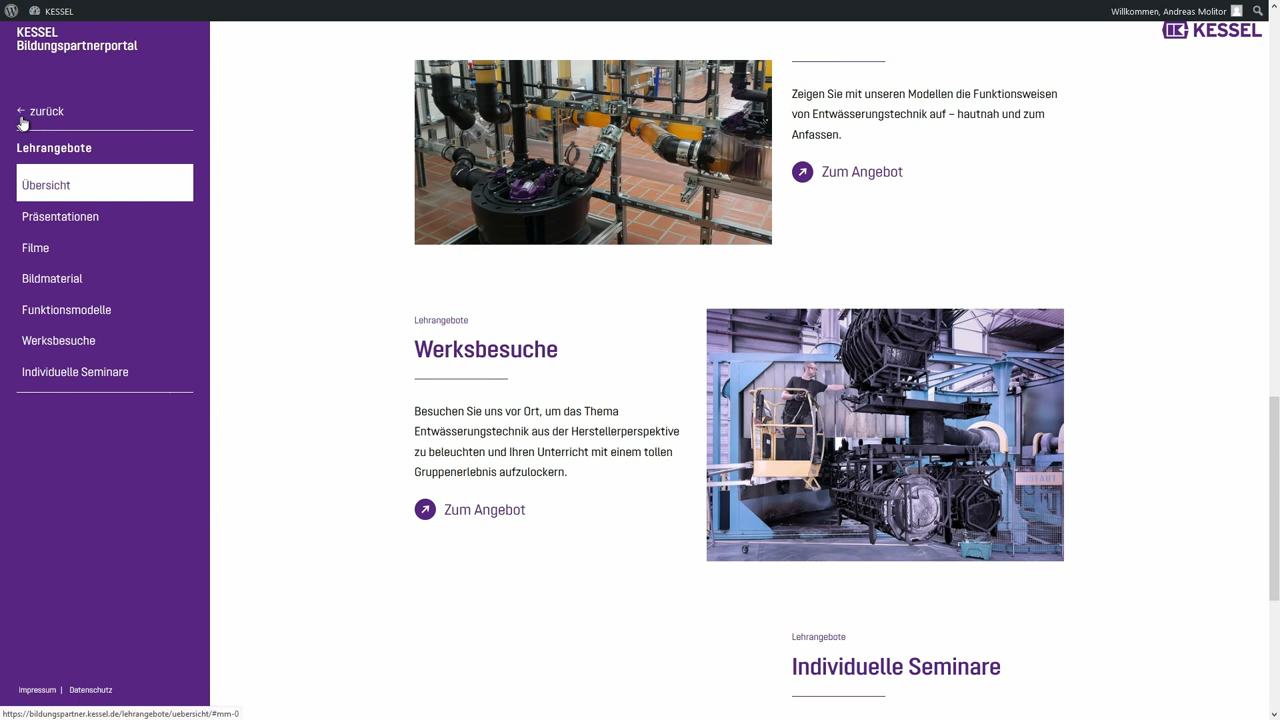 KESSEL
Willkommen, Andreas Molitor
KESSEL
Bildungspartnerportal
KESSEL
← zurück
Lehrangebote
Übersicht
Präsentationen
Filme
Bildmaterial
Funktionsmodelle
Werksbesuche
Individuelle Seminare
Zeigen Sie mit unseren Modellen die Funktionsweisen
von Entwässerungstechnik auf – hautnah und zum
Anfassen.
Zum Angebot
Lehrangebote
Werksbesuche
Besuchen Sie uns vor Ort, um das Thema
Entwässerungstechnik aus der Herstellerperspektive
zu beleuchten und Ihren Unterricht mit einem tollen
Gruppenerlebnis aufzulockern.
Zum Angebot
Lehrangebote
Individuelle Seminare
Impressum | Datenschutz
https://bildungspartner.kessel.de/lehrangebote/uebersicht/#mm-0